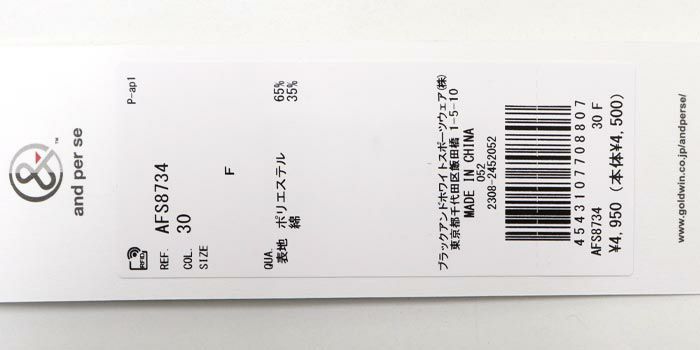 and per se
TM
P-apl
RFID
REF. AFS8734
COL. 30
SIZE F
QUA.
表地 ポリエステル 65%
綿 35%
ブラックアンドホワイトスポーツウェア(株)
東京都千代田区飯田橋 1-5-10
MADE IN CHINA
052
2308-2452052
4543107708807
AFS8734 30 F
¥4,950 (本体¥4,500)
www.goldwin.co.jp/andperse/